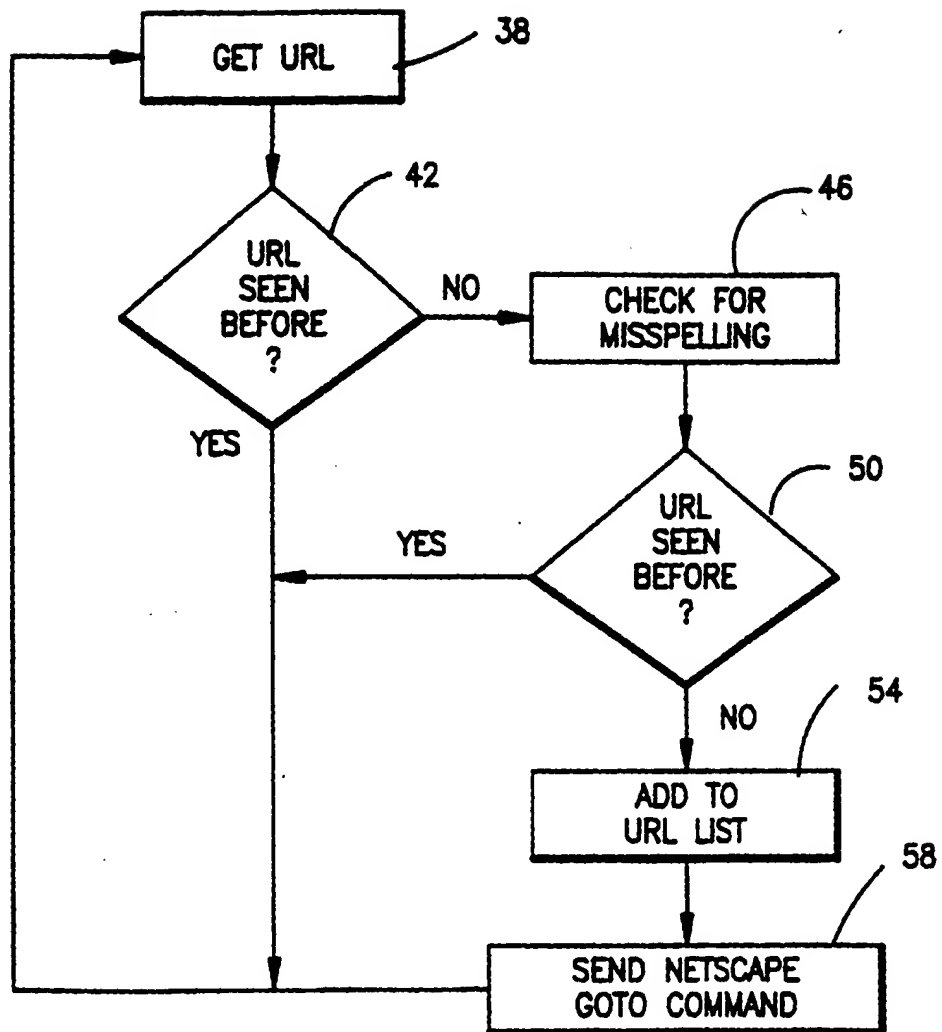 GET URL
38
42
URL
SEEN
BEFORE
?
NO
YES
46
CHECK FOR
MISSPELLING
50
URL
SEEN
BEFORE
?
YES
NO
54
ADD TO
URL LIST
58
SEND NETSCAPE
GOTO COMMAND